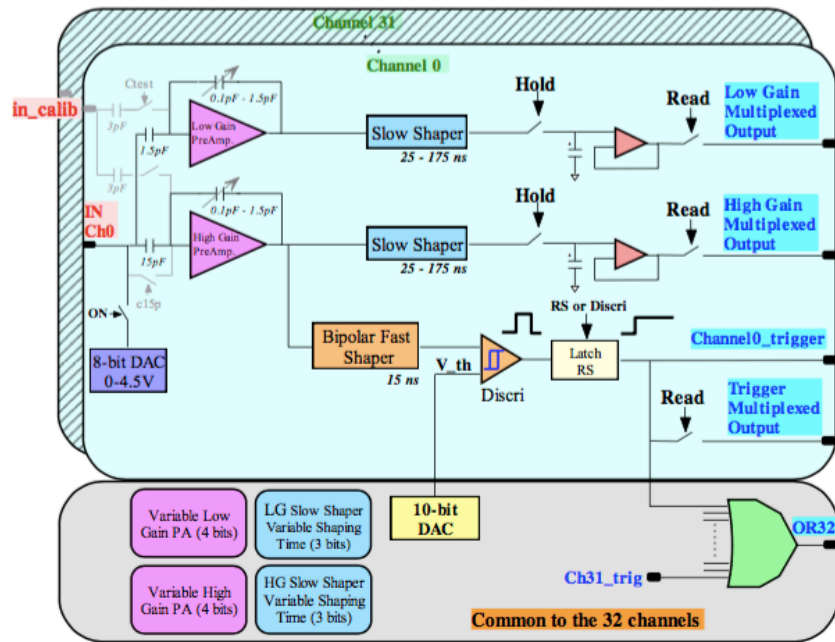 Channel 31
Channel 0
in_calib
Ctest
3pF
1.5pF
0.1pF - 1.5pF
Low Gain
PreAmp.
Slow Shaper
25 - 175 ns
Hold
Read
Low Gain
Multiplexed
Output
3pF
IN
Ch0
15pF
c15p
0.1pF - 1.5pF
High Gain
PreAmp.
Slow Shaper
25 - 175 ns
Hold
Read
High Gain
Multiplexed
Output
ON
8-bit DAC
0-4.5V
Bipolar Fast
Shaper
15 ns
V_th
Discri
RS or Discri
Latch
RS
Channel0_trigger
Read
Trigger
Multiplexed
Output
Variable Low
Gain PA (4 bits)
LG Slow Shaper
Variable Shaping
Time (3 bits)
10-bit
DAC
OR32
Variable High
Gain PA (4 bits)
HG Slow Shaper
Variable Shaping
Time (3 bits)
Ch31_trig
Common to the 32 channels